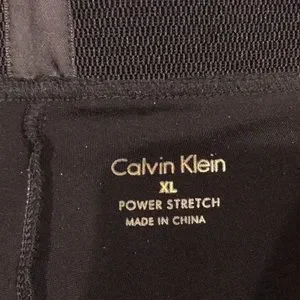 Calvin Klein
XL
POWER STRETCH
MADE IN CHINA